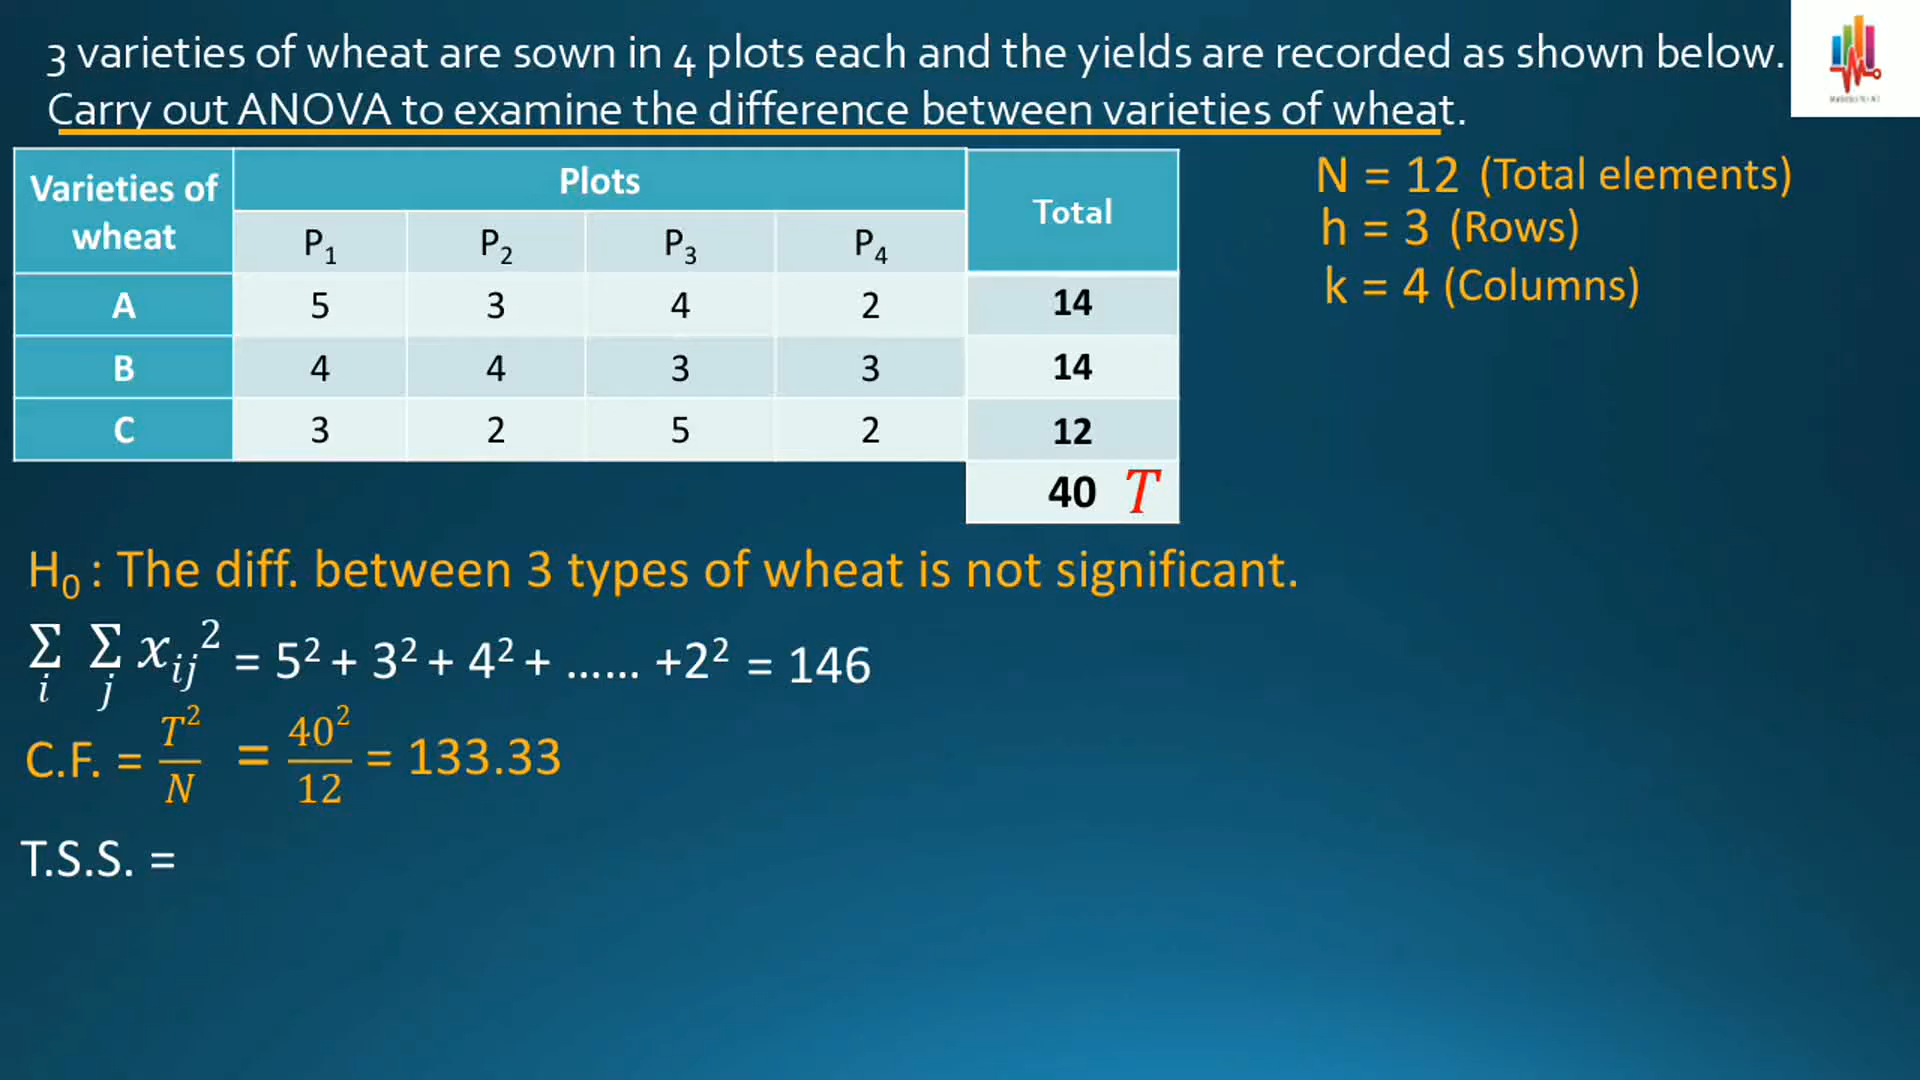 3 varieties of wheat are sown in 4 plots each and the yields are recorded as shown below.
Carry out ANOVA to examine the difference between varieties of wheat.
Varieties of wheat Plots Total
P₁ P₂ P₃ P₄
A 5 3 4 2 14
B 4 4 3 3 14
C 3 2 5 2 12
40 T
N = 12 (Total elements)
h = 3 (Rows)
k = 4 (Columns)
H₀ : The diff. between 3 types of wheat is not significant.
Σᵢ Σⱼ xᵢⱼ² = 5² + 3² + 4² + ...... +2² = 146
C.F. = T²/N = 40²/12 = 133.33
T.S.S. =